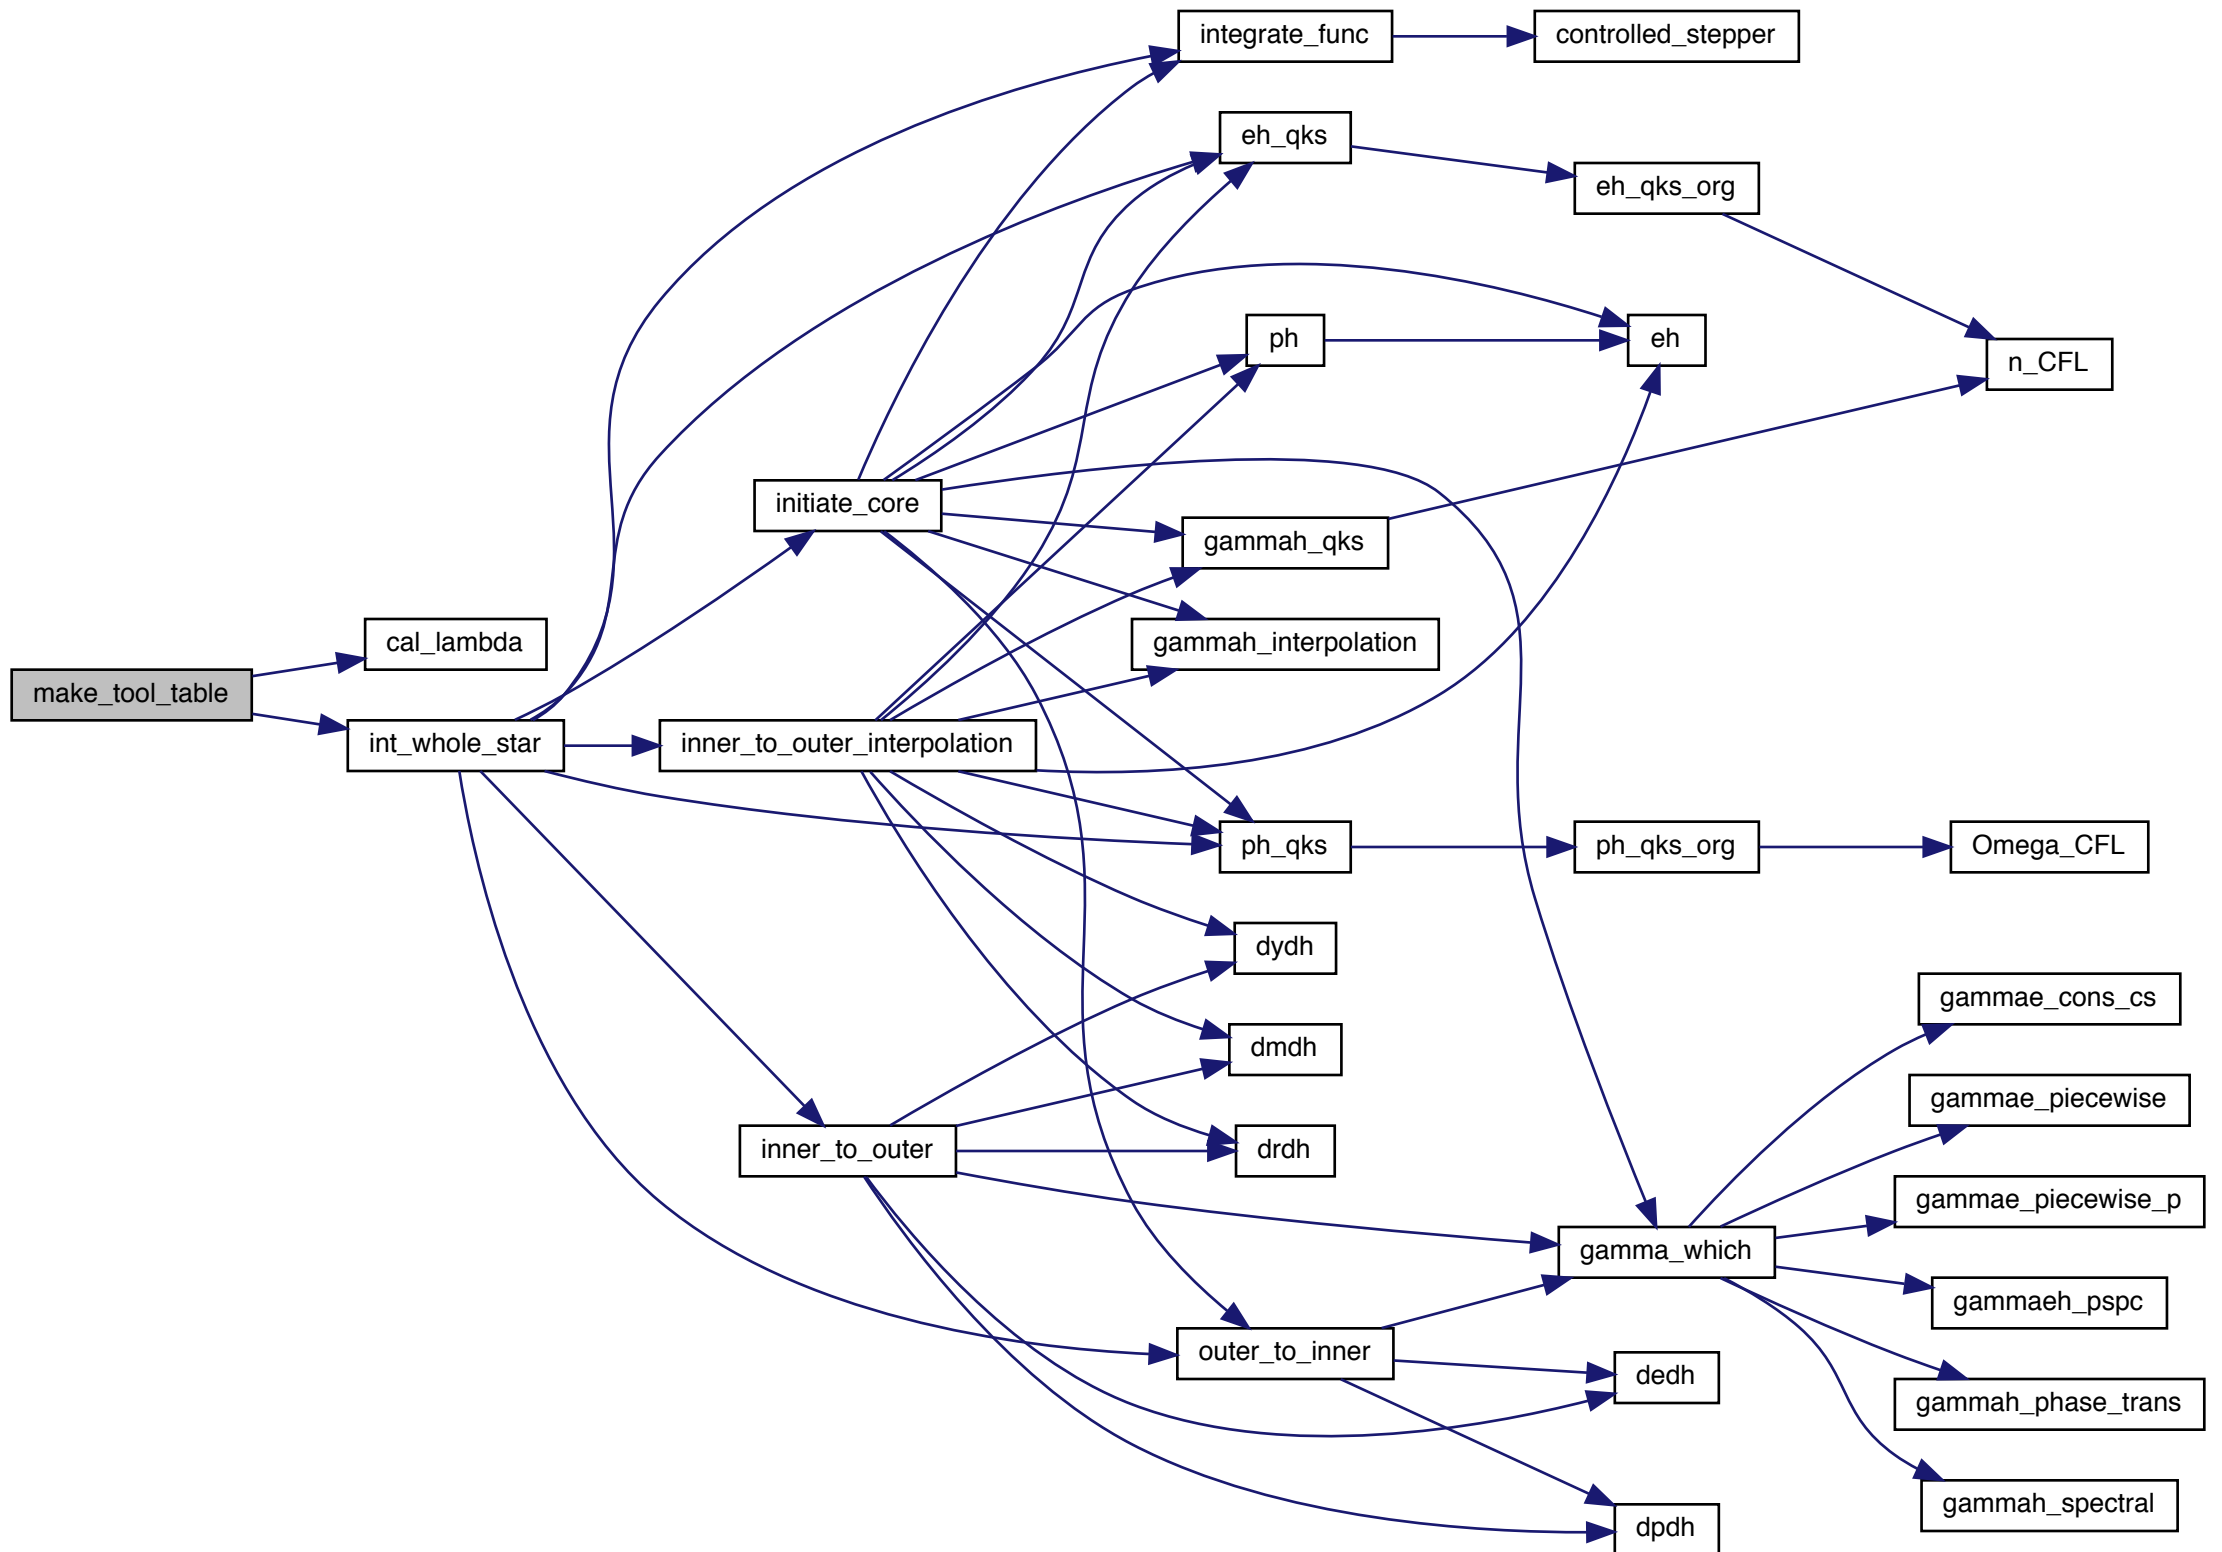 integrate_func
controlled_stepper
eh_qks
eh_qks_org
ph
eh
n_CFL
initiate_core
gammah_qks
cal_lambda
gammah_interpolation
make_tool_table
int_whole_star
inner_to_outer_interpolation
ph_qks
ph_qks_org
Omega_CFL
dydh
gammae_cons_cs
dmdh
gammae_piecewise
inner_to_outer
drdh
gammae_piecewise_p
gamma_which
gammaeh_pspc
outer_to_inner
dedh
gammah_phase_trans
gammah_spectral
dpdh